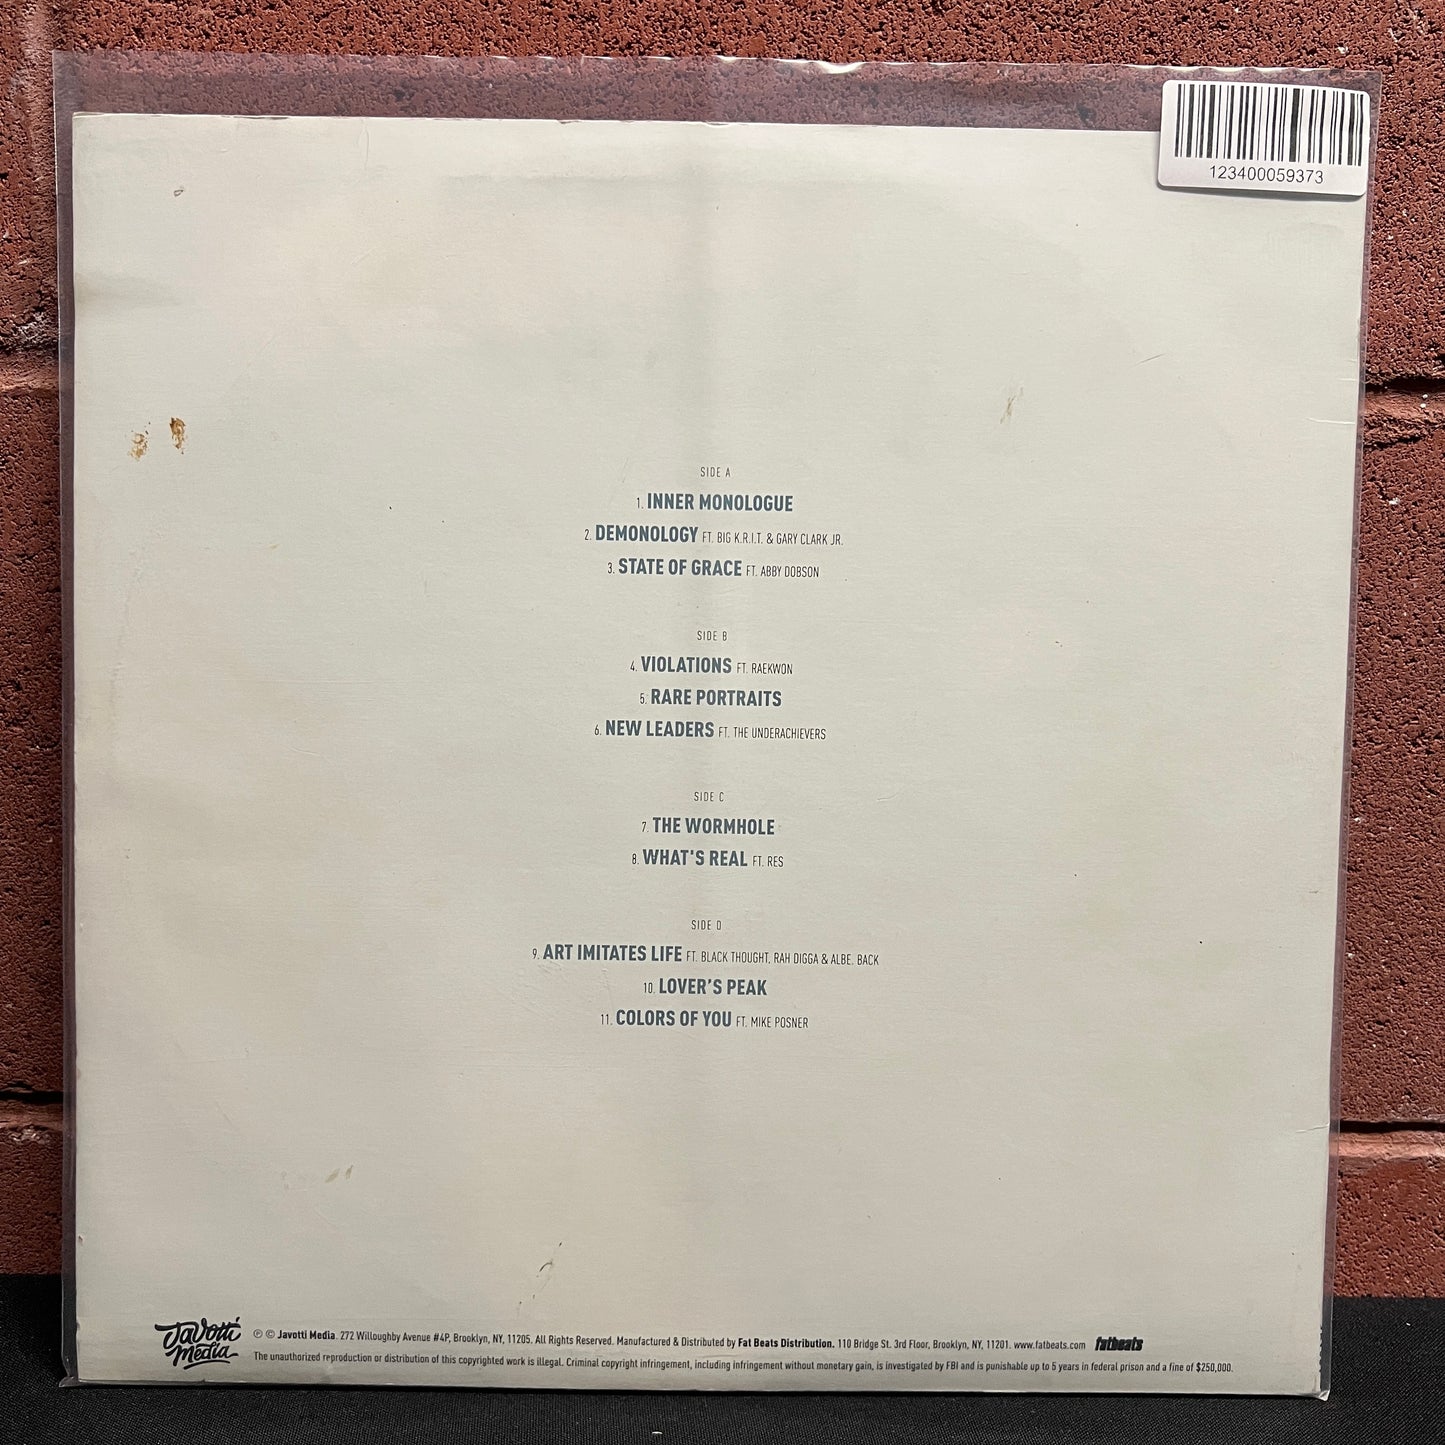 123400059373
SIDE A
1. INNER MONOLOGUE
2. DEMONOLOGY FT. BIG K.R.I.T. & GARY CLARK JR.
3. STATE OF GRACE FT. ABBY DOBSON
SIDE B
4. VIOLATIONS FT. RAEKWON
5. RARE PORTRAITS
6. NEW LEADERS FT. THE UNDERACHIEVERS
SIDE C
7. THE WORMHOLE
8. WHAT'S REAL FT. RES
SIDE D
9. ART IMITATES LIFE FT. BLACK THOUGHT, RAH DIGGA & ALBE. BACK
10. LOVER'S PEAK
11. COLORS OF YOU FT. MIKE POSNER
Javotti
Media
℗ © Javotti Media. 272 Willoughby Avenue #4P, Brooklyn, NY, 11205. All Rights Reserved. Manufactured & Distributed by Fat Beats Distribution. 110 Bridge St. 3rd Floor, Brooklyn, NY, 11201. www.fatbeats.com fatbeats
The unauthorized reproduction or distribution of this copyrighted work is illegal. Criminal copyright infringement, including infringement without monetary gain, is investigated by FBI and is punishable up to 5 years in federal prison and a fine of $250,000.